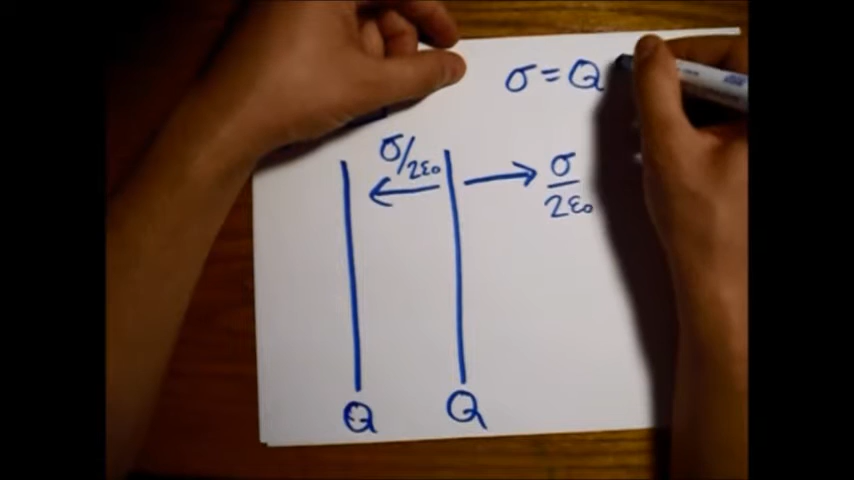 σ = Q
σ/2ε₀
σ/2ε₀
Q Q